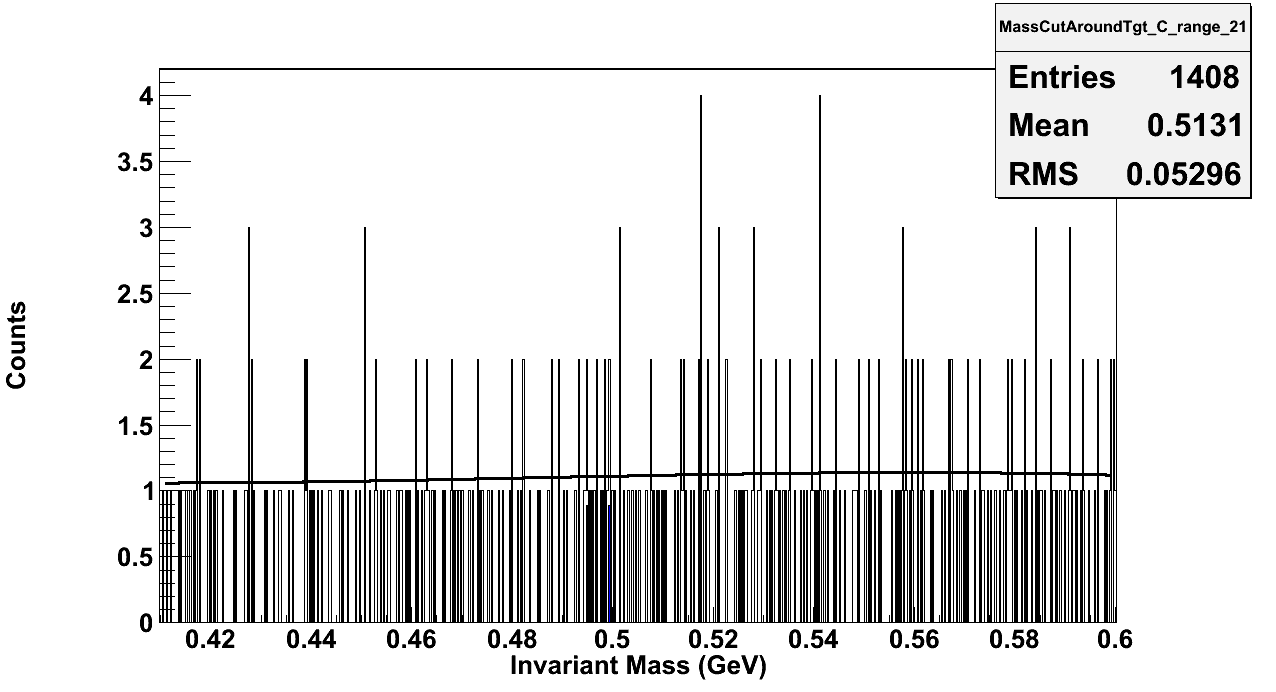 MassCutAroundTgt_C_range_21
Entries 1408
Mean 0.5131
RMS 0.05296
4
3.5
3
2.5
2
1.5
1
0.5
0
Counts
0.42 0.44 0.46 0.48 0.5 0.52 0.54 0.56 0.58 0.6
Invariant Mass (GeV)